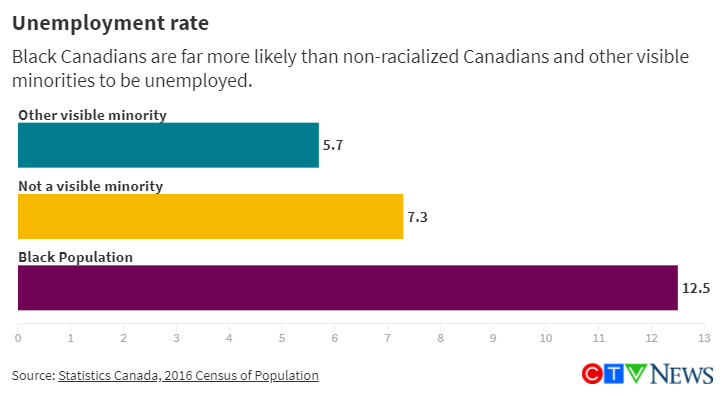 Unemployment rate
Black Canadians are far more likely than non-racialized Canadians and other visible
minorities to be unemployed.
Other visible minority
5.7
Not a visible minority
7.3
Black Population
12.5
0 1 2 3 4 5 6 7 8 9 10 11 12 13
Source: Statistics Canada, 2016 Census of Population
CTV NEWS